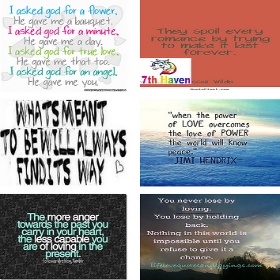 I asked god for a flower.
He gave me a bouquet.
I asked god for a minute.
He gave me a day.
I asked god for true love.
He gave me that too.
I asked god for an angel.
He gave me you.
They spoil every
romance by trying
to make it last
forever.
7th Haven
WHATS MEANT
TO BE WILL ALWAYS
FIND ITS WAY
"when the power
of LOVE overcomes
the love of POWER
the world will know
peace."
JIMI HENDRIX
The more anger
towards the past you
carry in your heart,
the less capable you
are of loving in the
present.
You never lose by
loving.
You lose by holding
back.
Nothing in this world is
impossible until you
refuse to give it a
chance.